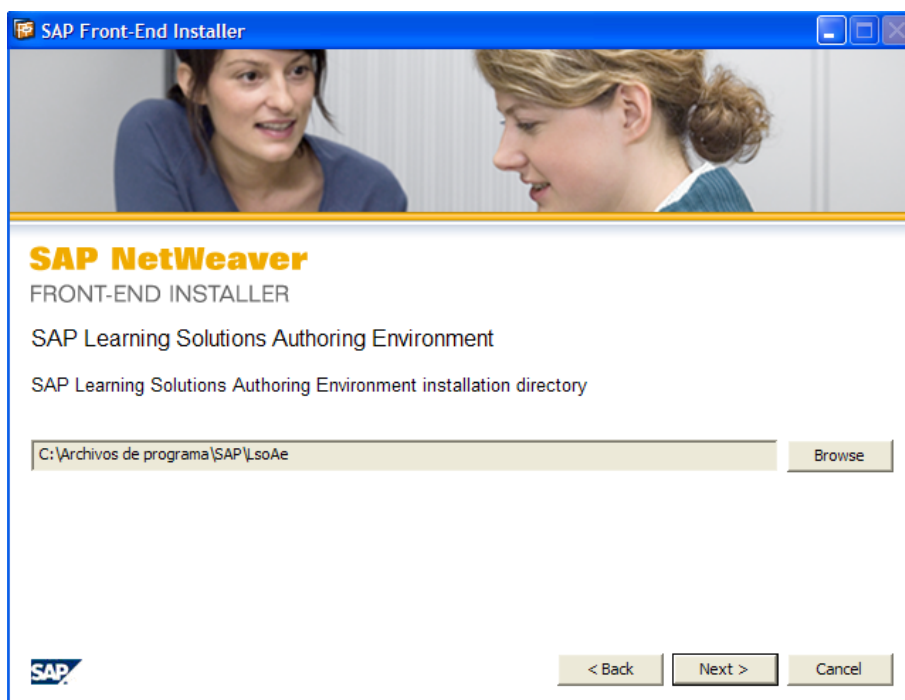 SAP Front-End Installer
SAP NetWeaver
FRONT-END INSTALLER
SAP Learning Solutions Authoring Environment
SAP Learning Solutions Authoring Environment installation directory
C:\Archivos de programa\SAP\LsoAe
Browse
SAP
< Back
Next >
Cancel